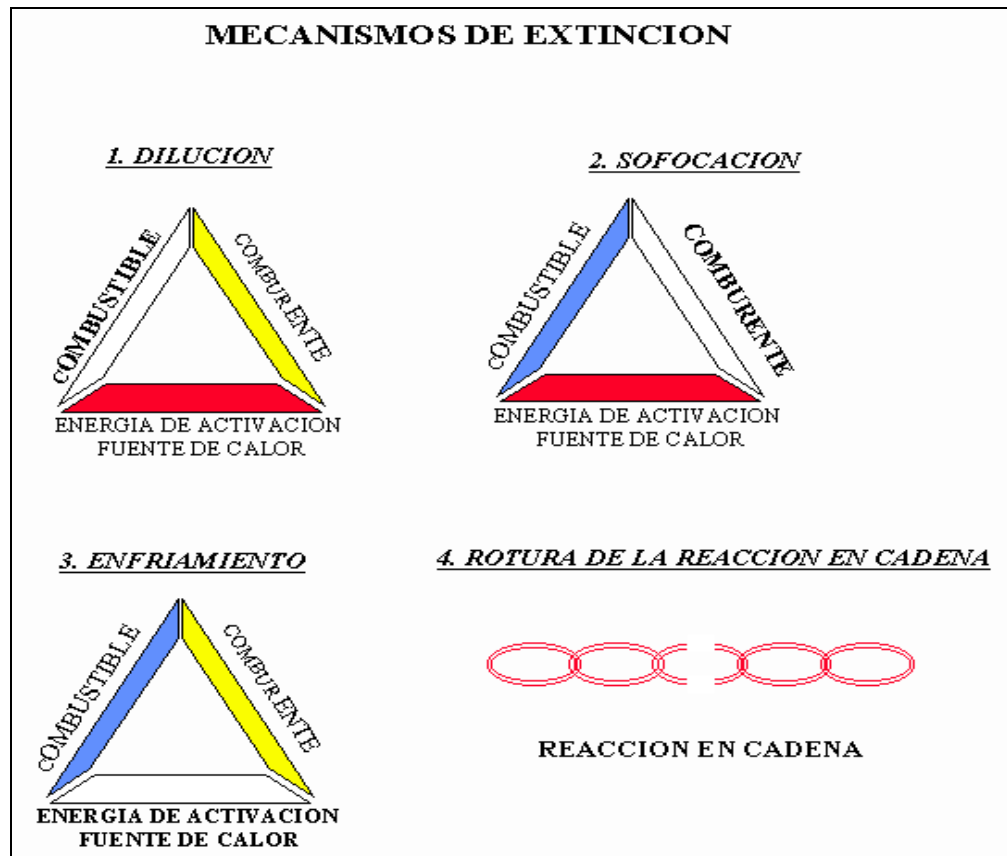 MECANISMOS DE EXTINCION
1. DILUCION
COMBUSTIBLE
COMBURENTE
ENERGIA DE ACTIVACION
FUENTE DE CALOR
2. SOFOCACION
COMBUSTIBLE
COMBURENTE
ENERGIA DE ACTIVACION
FUENTE DE CALOR
3. ENFRIAMIENTO
COMBUSTIBLE
COMBURENTE
ENERGIA DE ACTIVACION
FUENTE DE CALOR
4. ROTURA DE LA REACCION EN CADENA
REACCION EN CADENA